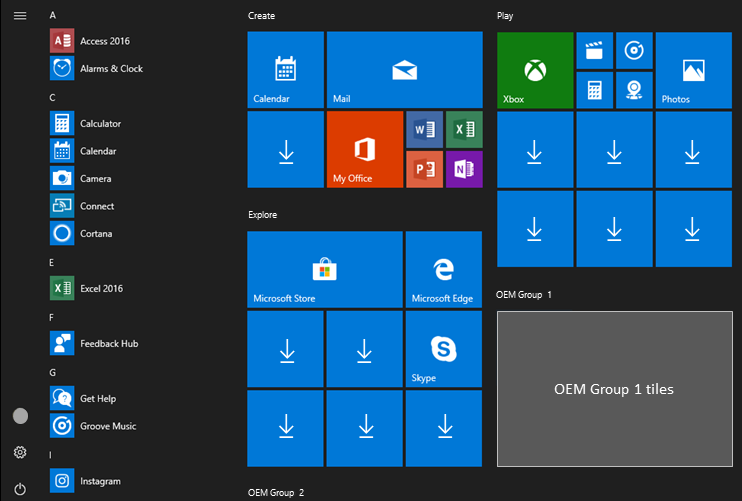 A
Access 2016
Alarms & Clock
C
Calculator
Calendar
Camera
Connect
Cortana
E
Excel 2016
F
Feedback Hub
G
Get Help
Groove Music
I
Instagram
Create
Calendar
Mail
My Office
Explore
Microsoft Store
Microsoft Edge
Skype
OEM Group 2
Play
Xbox
Photos
OEM Group 1
OEM Group 1 tiles